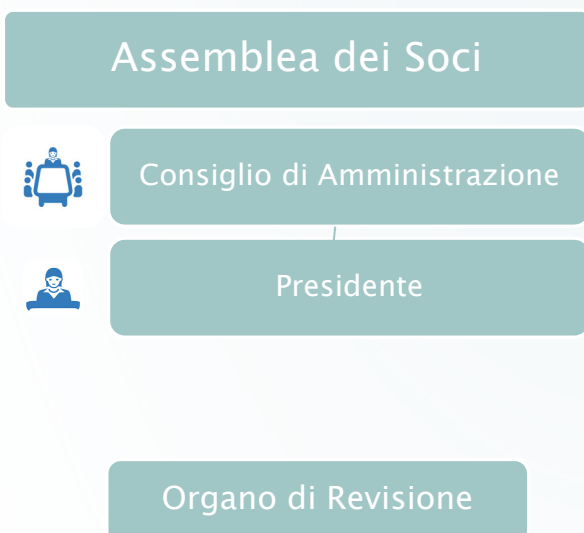 Assemblea dei Soci
Consiglio di Amministrazione
Presidente
Organo di Revisione